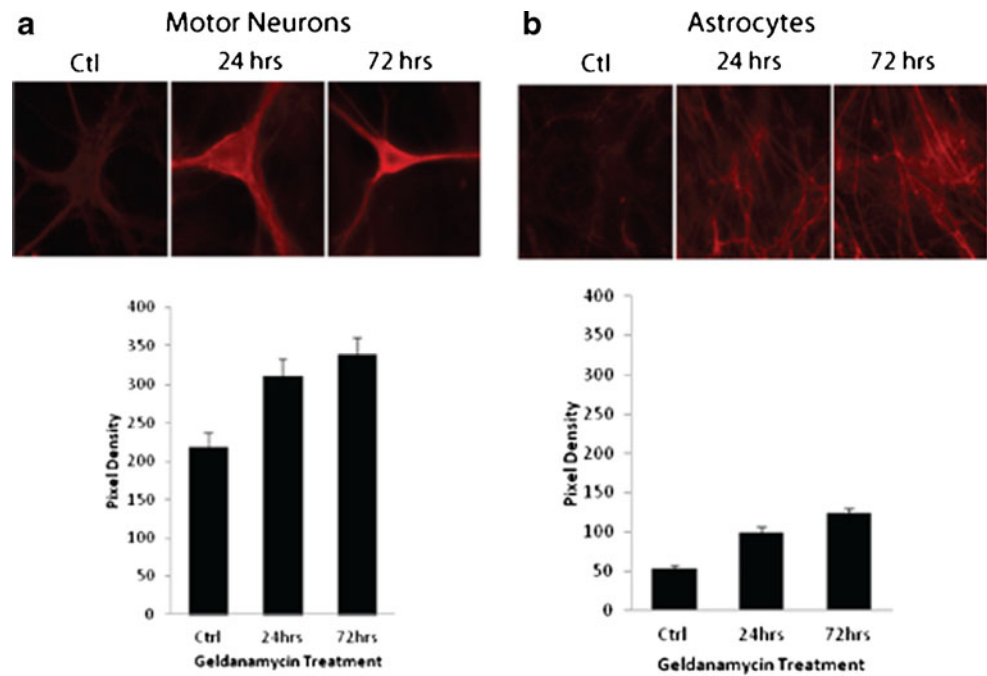 a Motor Neurons
Ctl 24 hrs 72 hrs
400
350
300
250
200
150
100
50
0
Pixel Density
Ctrl 24hrs 72hrs
Geldanamycin Treatment
b Astrocytes
Ctl 24 hrs 72 hrs
400
350
300
250
200
150
100
50
0
Pixel Density
Ctrl 24hrs 72hrs
Geldanamycin Treatment